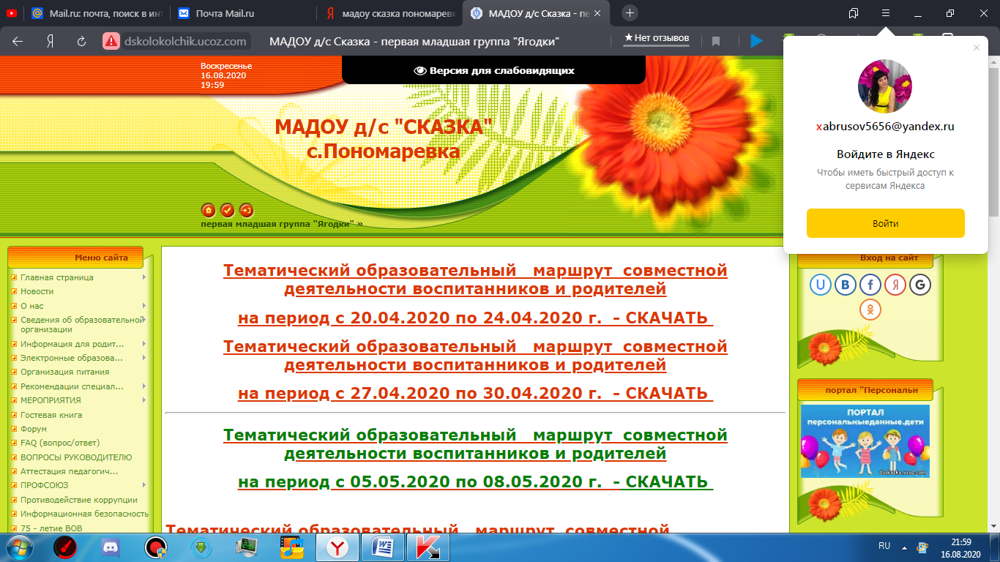 Mail.ru: почта, поиск в инт
Почта Mail.ru
мадоу сказка пономаревк
МАДОУ д/с Сказка - пе
dskolokolchik.ucoz.com
МАДОУ д/с Сказка - первая младшая группа "Ягодки"
★Нет отзывов
Воскресенье
16.08.2020
19:59
Версия для слабовидящих
МАДОУ д/с "СКАЗКА"
с.Пономаревка
первая младшая группа "Ягодки" »
xabrusov5656@yandex.ru
Войдите в Яндекс
Чтобы иметь быстрый доступ к
сервисам Яндекса
Войти
Меню сайта
Главная страница
Новости
О нас
Сведения об образовательной
организации
Информация для родит...
Электронные образова...
Организация питания
Рекомендации специал...
МЕРОПРИЯТИЯ
Гостевая книга
Форум
FAQ (вопрос/ответ)
ВОПРОСЫ РУКОВОДИТЕЛЮ
Аттестация педагогич...
ПРОФСОЮЗ
Противодействие коррупции
Информационная безопасность
75 - летие ВОВ
Тематический образовательный маршрут совместной
деятельности воспитанников и родителей
на период с 20.04.2020 по 24.04.2020 г. – СКАЧАТЬ
Тематический образовательный маршрут совместной
деятельности воспитанников и родителей
на период с 27.04.2020 по 30.04.2020 г. – СКАЧАТЬ
Тематический образовательный маршрут совместной
деятельности воспитанников и родителей
на период с 05.05.2020 по 08.05.2020 г. – СКАЧАТЬ
Тематический образовательный маршрут совместной
Вход на сайт
портал "Персональн
ПОРТАЛ
персональныеданные.дети
dsskazka.ucoz.com
RU
21:59
16.08.2020